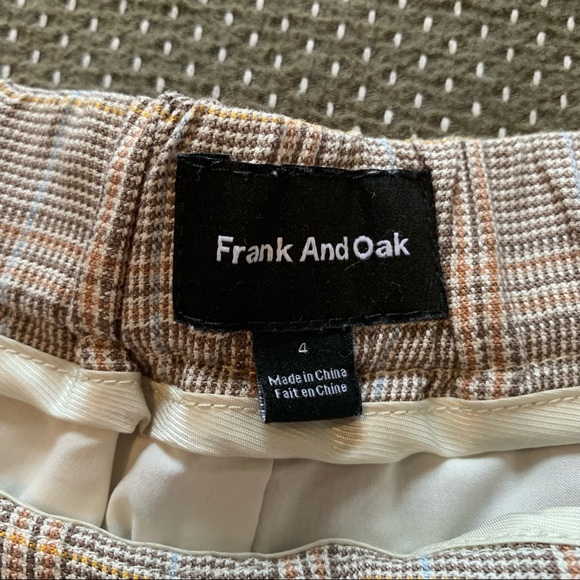 Frank And Oak
4
Made in China
Fait en Chine